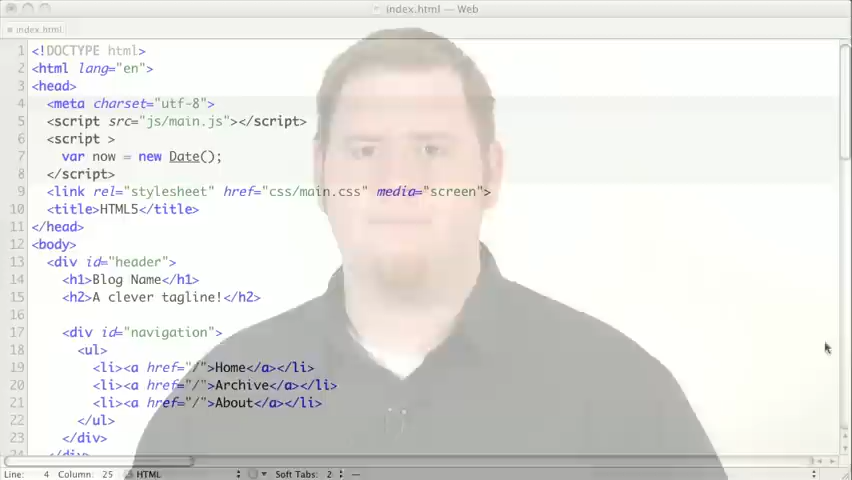 index.html — Web
index.html
1 <!DOCTYPE html>
2 <html lang="en">
3 <head>
4 <meta charset="utf-8">
5 <script src="js/main.js"></script>
6 <script >
7 var now = new Date();
8 </script>
9 <link rel="stylesheet" href="css/main.css" media="screen">
10 <title>HTML5</title>
11 </head>
12 <body>
13 <div id="header">
14 <h1>Blog Name</h1>
15 <h2>A clever tagline!</h2>
16
17 <div id="navigation">
18 <ul>
19 <li><a href="/">Home</a></li>
20 <li><a href="/">Archive</a></li>
21 <li><a href="/">About</a></li>
22 </ul>
23 </div>
24 </div>
Line: 4 Column: 25 HTML Soft Tabs: 2 —